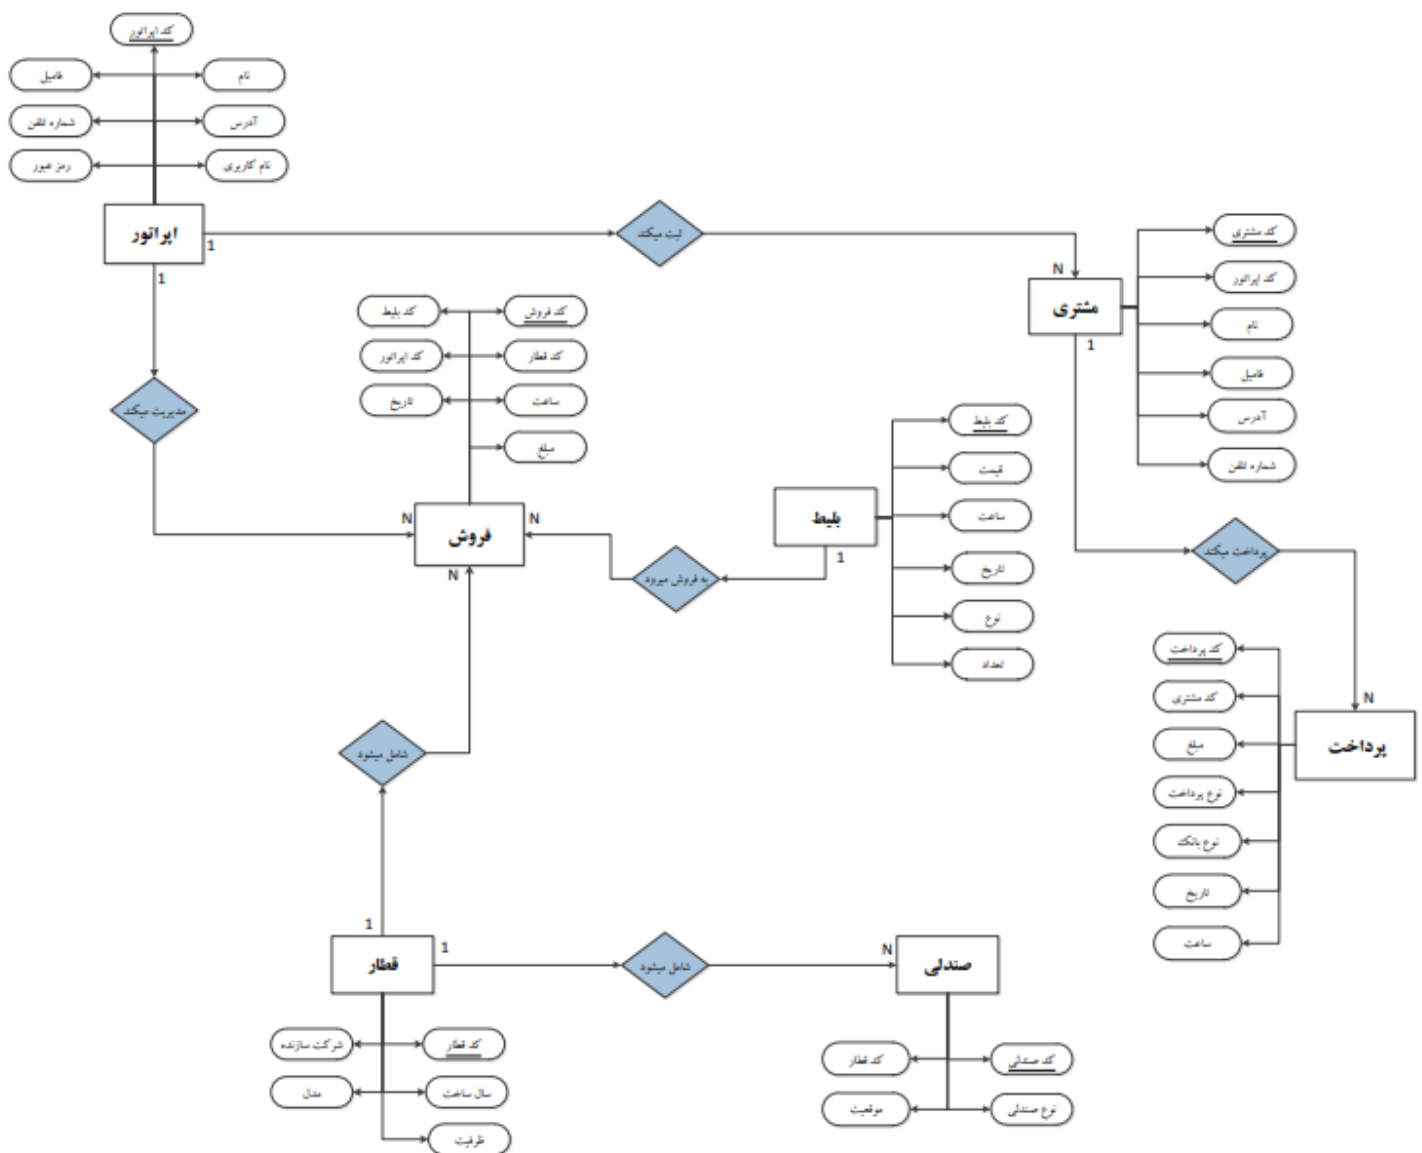 کد اپراتور
نام
فامیل
آدرس
شماره تلفن
نام کاربری
رمز عبور
اپراتور
1
1
ثبت میکند
N
مشتری
1
کد مشتری
کد اپراتور
نام
فامیل
آدرس
شماره تلفن
مدیریت میکند
کد فروش
کد بلیط
کد قطار
کد اپراتور
ساعت
تاریخ
مبلغ
N
N
فروش
N
به فروش میرود
بلیط
1
کد بلیط
قیمت
ساعت
تاریخ
نوع
تعداد
پرداخت میکند
N
پرداخت
کد پرداخت
کد مشتری
مبلغ
نوع پرداخت
نوع بانک
تاریخ
ساعت
شامل میشود
1
1
قطار
شامل میشود
N
صندلی
کد قطار
شرکت سازنده
سال ساخت
مدل
ظرفیت
کد صندلی
کد قطار
نوع صندلی
موقعیت